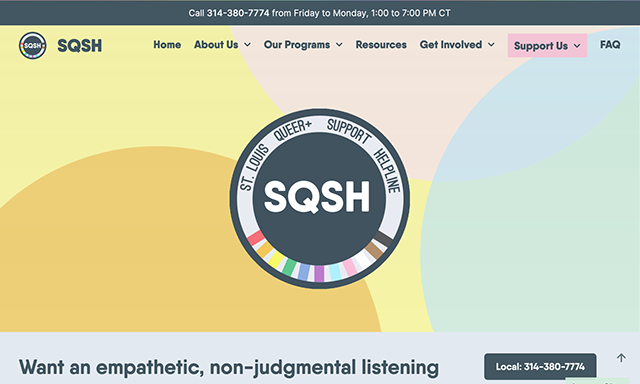 Call 314-380-7774 from Friday to Monday, 1:00 to 7:00 PM CT
SQSH SQSH Home About Us Our Programs Resources Get Involved Support Us FAQ
ST. LOUIS QUEER+ SUPPORT HELPLINE
SQSH
Want an empathetic, non-judgmental listening
Local: 314-380-7774